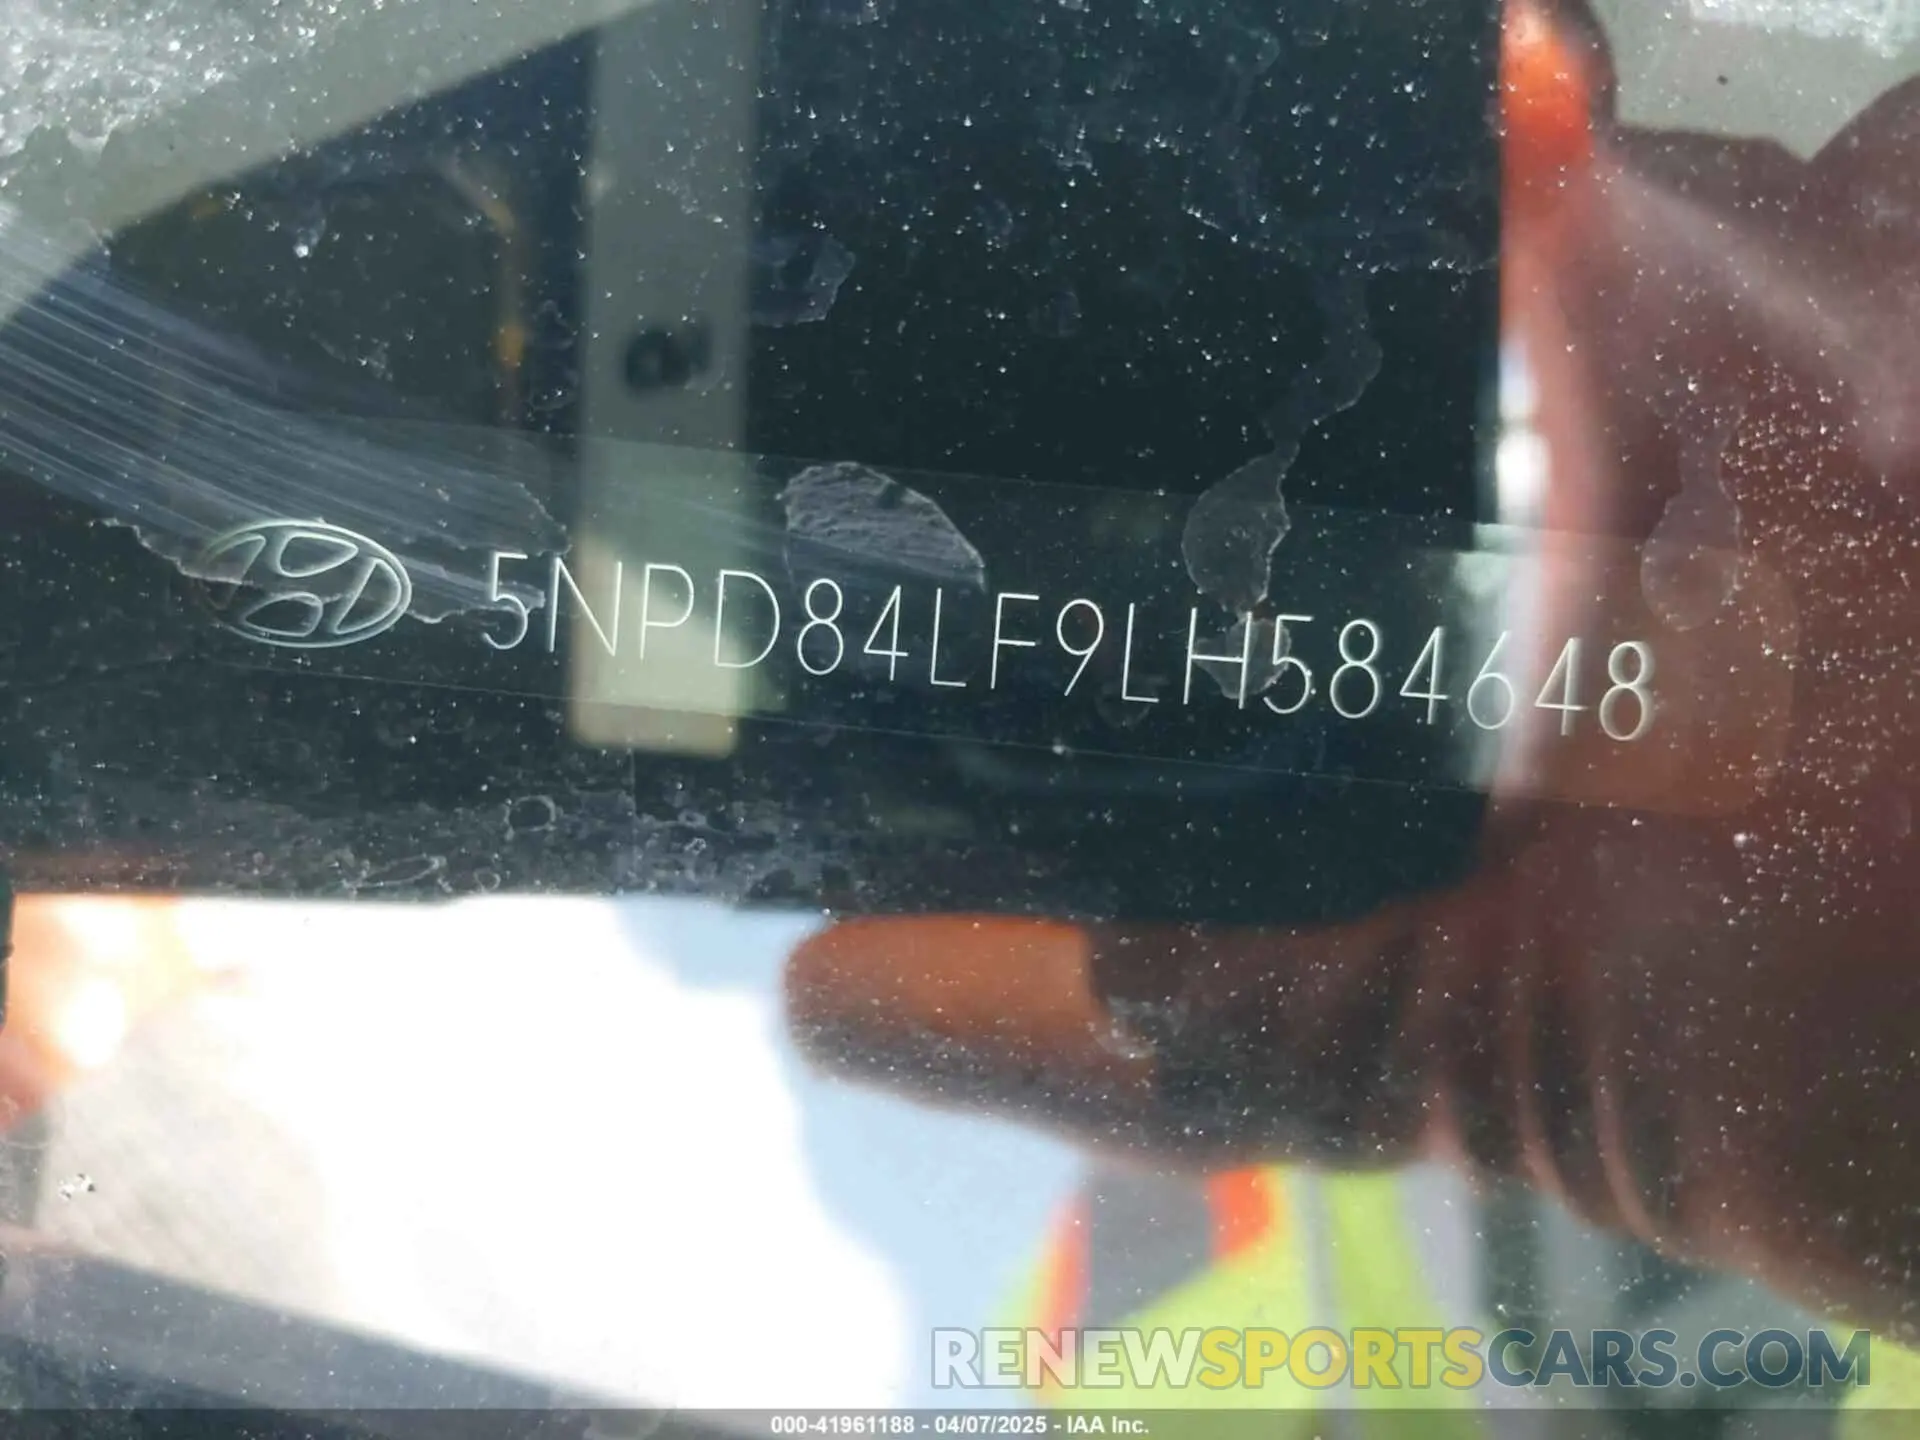 5NPD84LF9LH584648
RENEWSPORTSCARS.COM
000-41961188 - 04/07/2025 - IAA Inc.